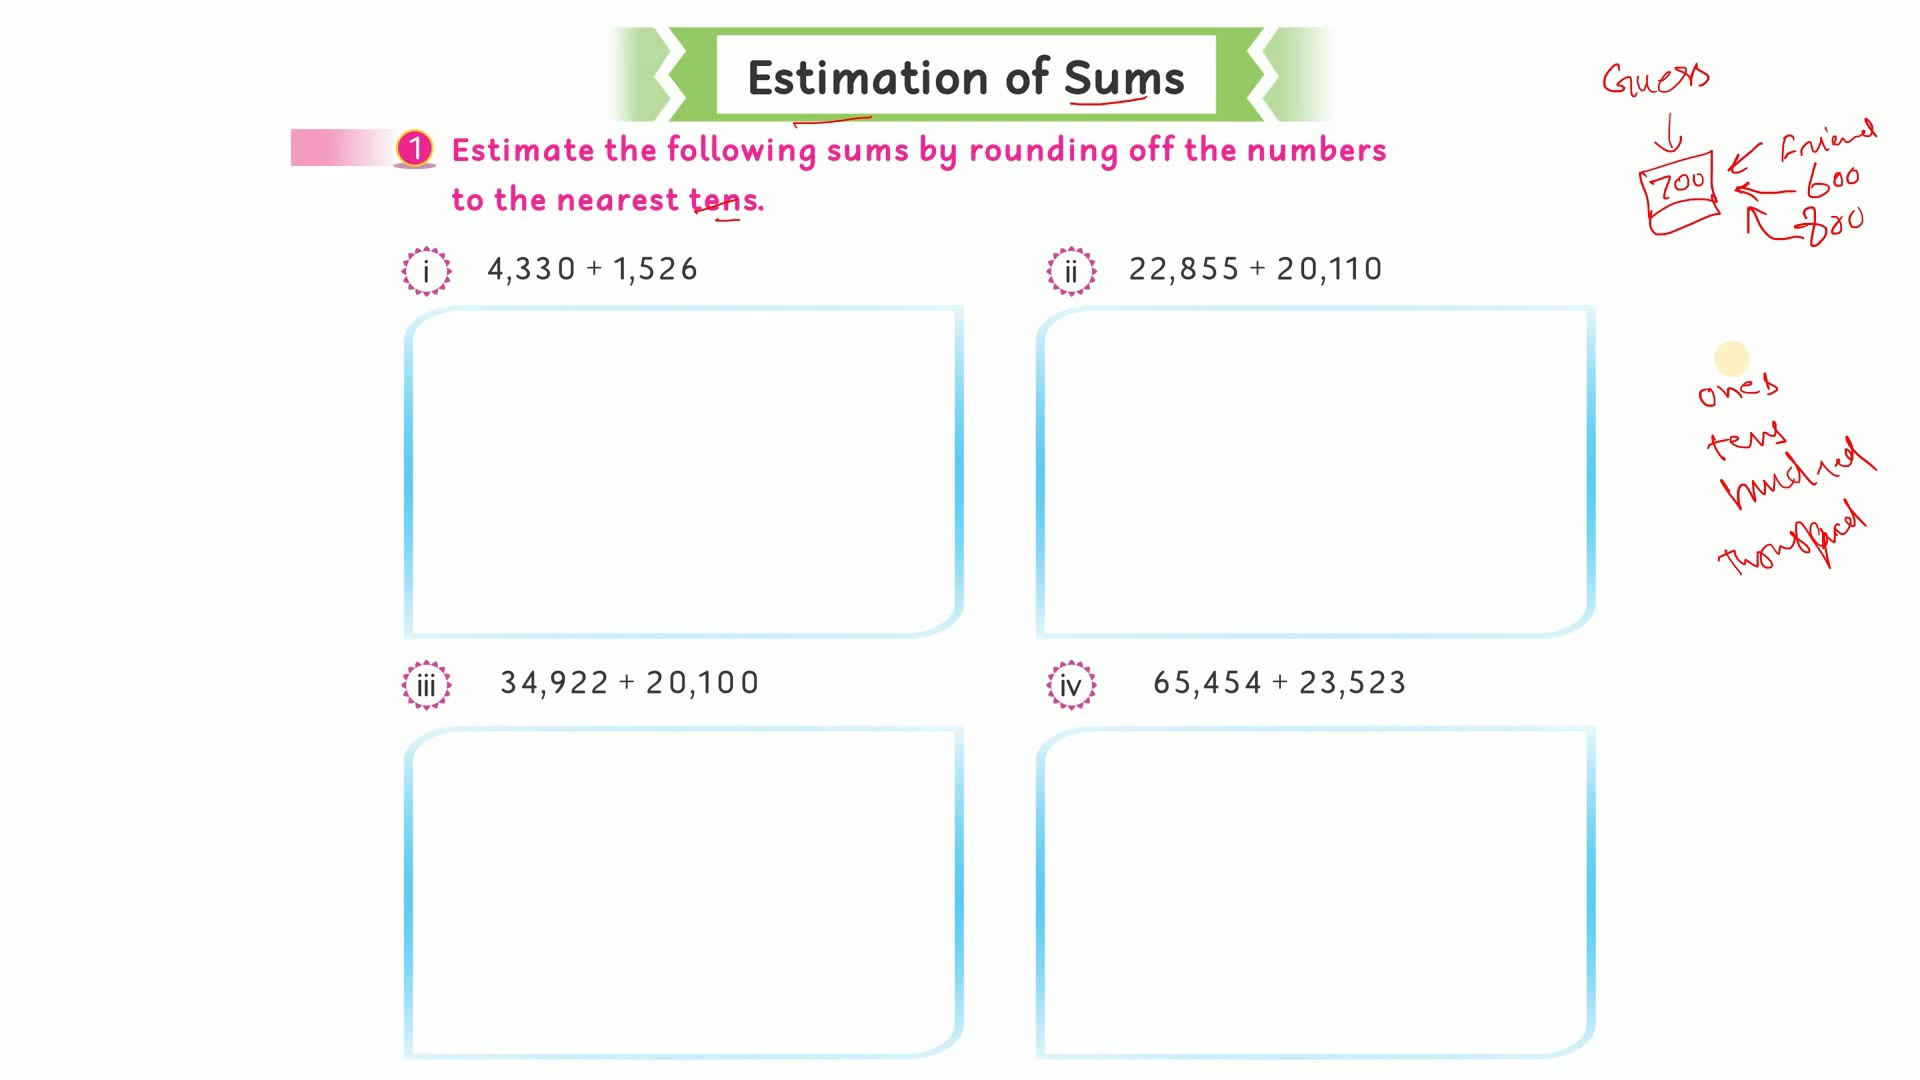 Estimation of Sums
1 Estimate the following sums by rounding off the numbers
to the nearest tens.
i 4,330 + 1,526
ii 22,855 + 20,110
iii 34,922 + 20,100
iv 65,454 + 23,523
Guess
700
Friend
600
800
ones
tens
hundred